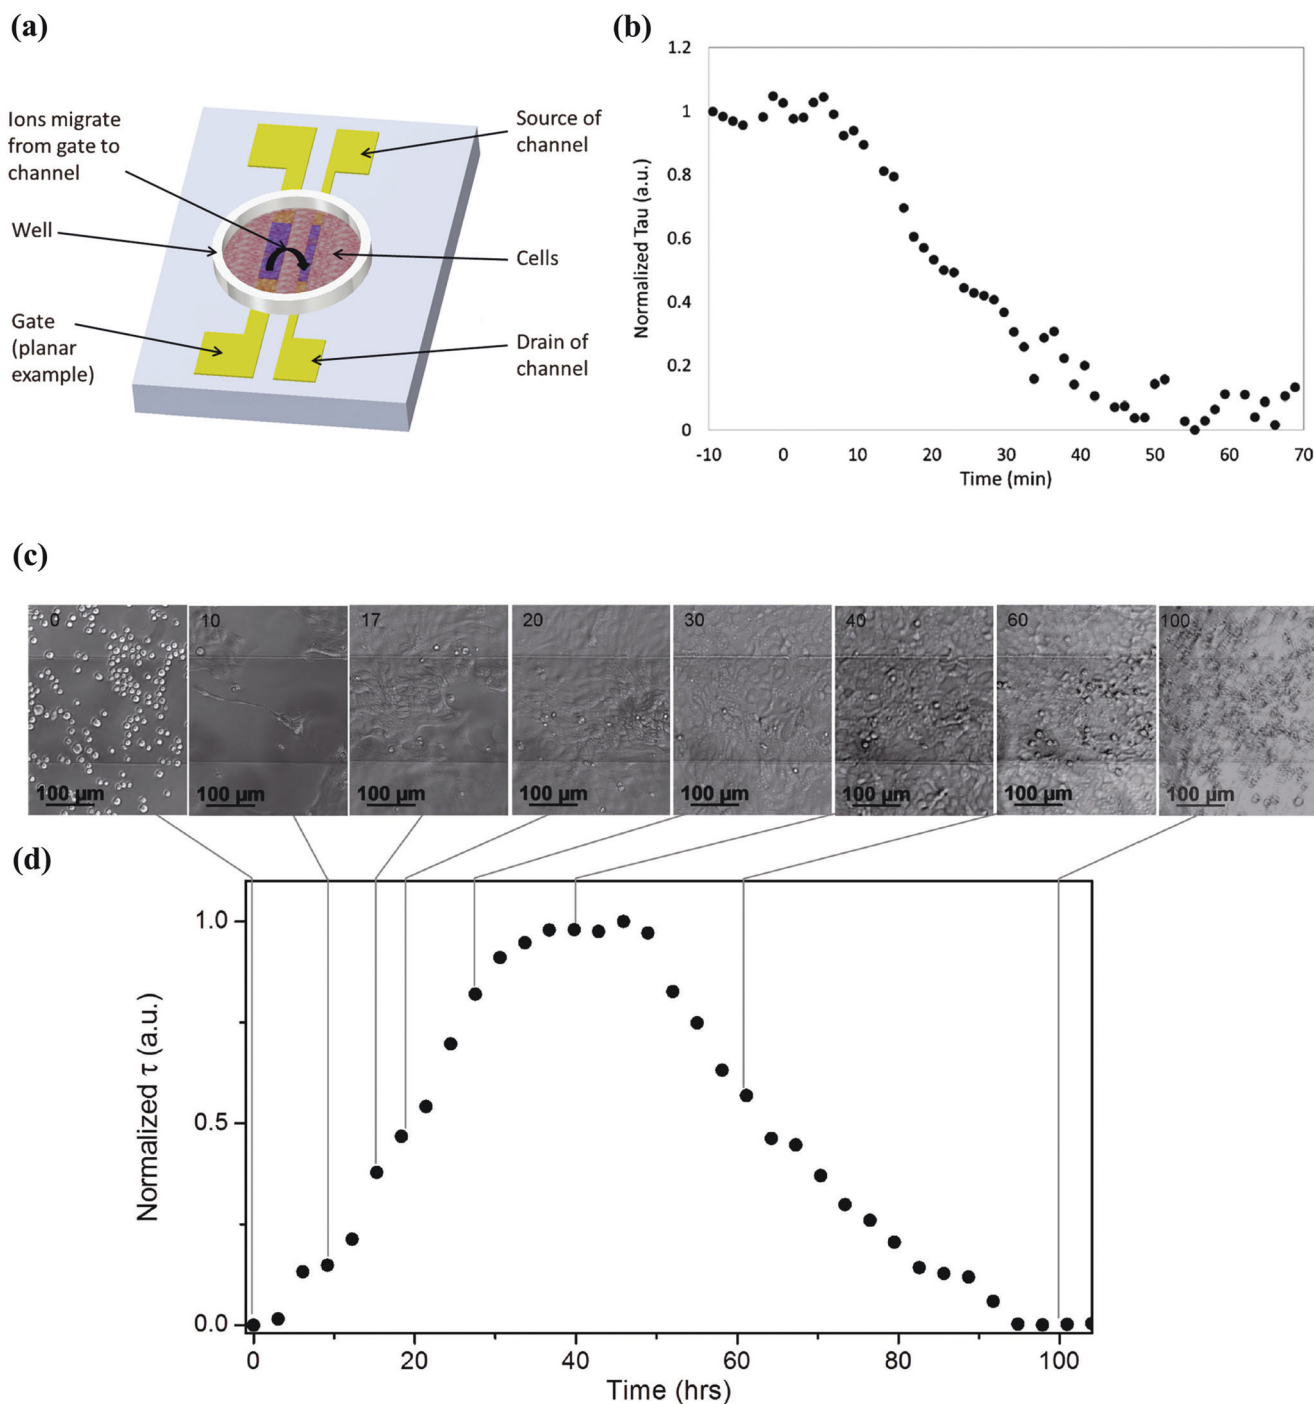 (a)
Ions migrate
from gate to
channel
Well
Gate
(planar
example)
Source of
channel
Cells
Drain of
channel
(b)
Normalized Tau (a.u.)
1.2
1
0.8
0.6
0.4
0.2
0
-10 0 10 20 30 40 50 60 70
Time (min)
(c)
0 10 17 20 30 40 60 100
100 µm 100 µm 100 µm 100 µm 100 µm 100 µm 100 µm 100 µm
(d)
Normalized τ (a.u.)
1.0
0.5
0.0
0 20 40 60 80 100
Time (hrs)